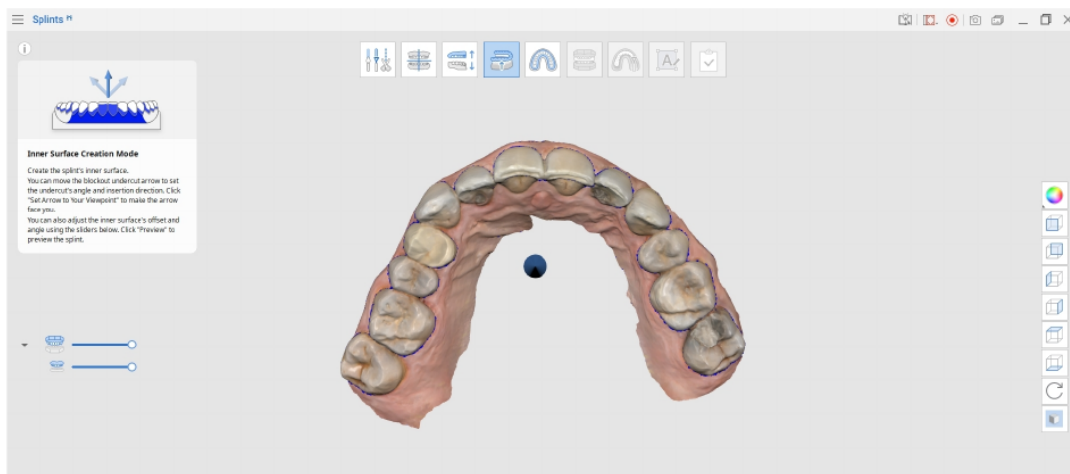 Splints
Inner Surface Creation Mode
Create the splint's inner surface.
You can move the blockout undercut arrow to set
the undercut's angle and insertion direction. Click
"Set Arrow to Your Viewpoint" to make the arrow
face you.
You can also adjust the inner surface's offset and
angle using the sliders below. Click "Preview" to
preview the splint.